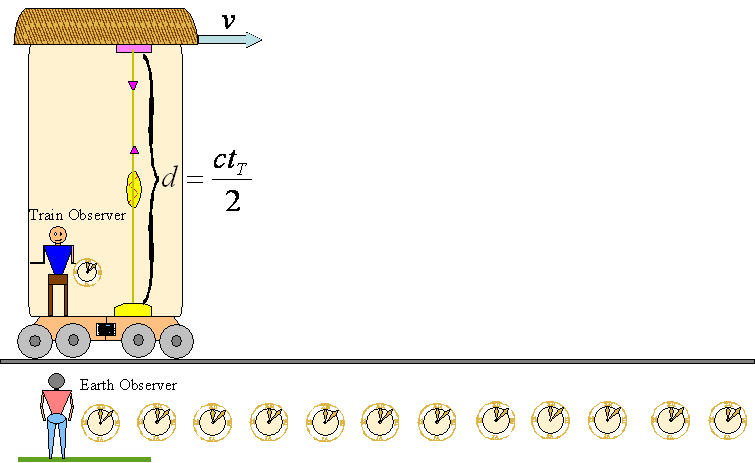 v
d = ct_T / 2
Train Observer
Earth Observer